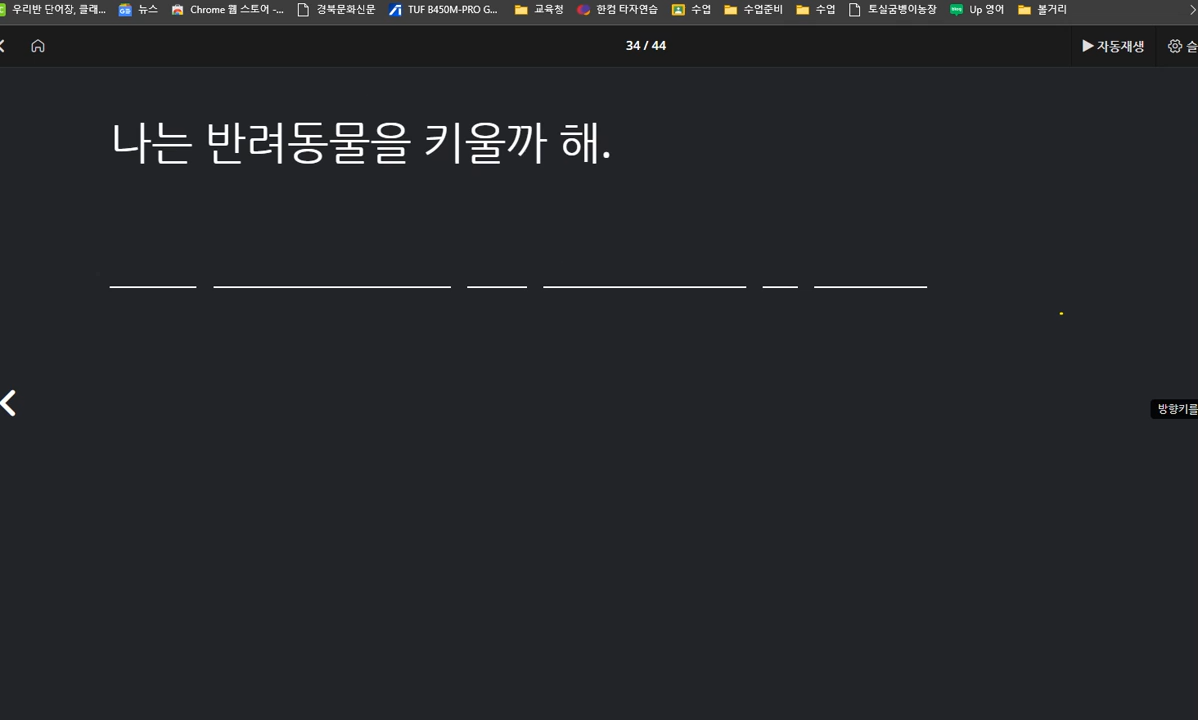 우리반 단어장, 클래... 뉴스 Chrome 웹 스토어 -... 경북문화신문 TUF B450M-PRO G... 교육청 한컴 타자연습 수업 수업준비 수업 토실굼벵이농장 Up 영어 볼거리
34 / 44 자동재생 슬
나는 반려동물을 키울까 해.
방향키를